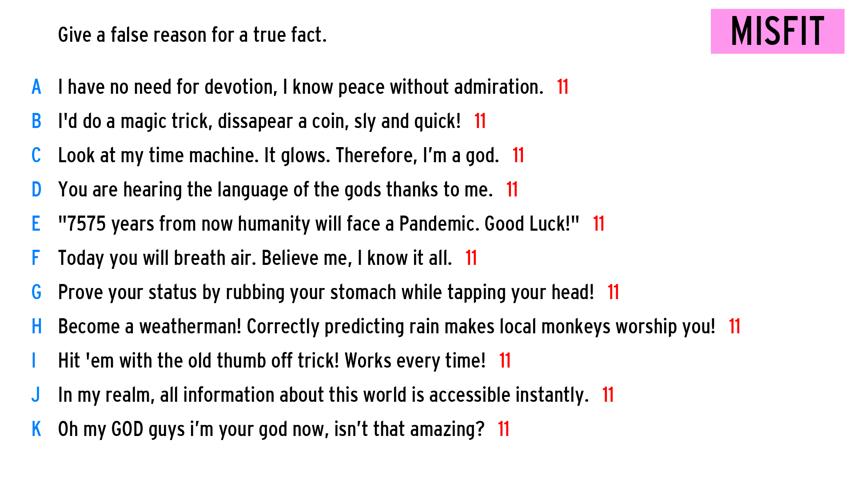 Give a false reason for a true fact.
MISFIT
A I have no need for devotion, I know peace without admiration. 11
B I'd do a magic trick, dissapear a coin, sly and quick! 11
C Look at my time machine. It glows. Therefore, I’m a god. 11
D You are hearing the language of the gods thanks to me. 11
E "7575 years from now humanity will face a Pandemic. Good Luck!" 11
F Today you will breath air. Believe me, I know it all. 11
G Prove your status by rubbing your stomach while tapping your head! 11
H Become a weatherman! Correctly predicting rain makes local monkeys worship you! 11
I Hit 'em with the old thumb off trick! Works every time! 11
J In my realm, all information about this world is accessible instantly. 11
K Oh my GOD guys i’m your god now, isn’t that amazing? 11